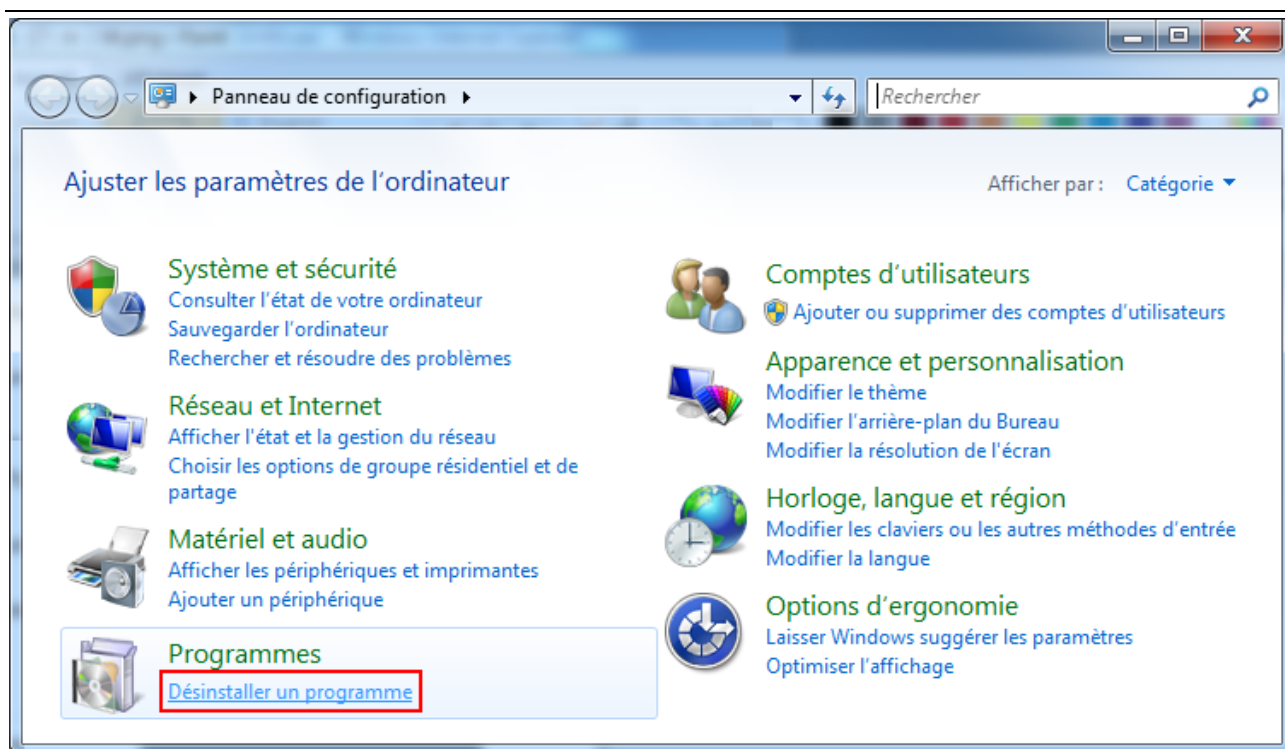 Panneau de configuration
Rechercher
Ajuster les paramètres de l'ordinateur
Afficher par : Catégorie
Système et sécurité
Consulter l'état de votre ordinateur
Sauvegarder l'ordinateur
Rechercher et résoudre des problèmes
Réseau et Internet
Afficher l'état et la gestion du réseau
Choisir les options de groupe résidentiel et de
partage
Matériel et audio
Afficher les périphériques et imprimantes
Ajouter un périphérique
Programmes
Désinstaller un programme
Comptes d'utilisateurs
Ajouter ou supprimer des comptes d'utilisateurs
Apparence et personnalisation
Modifier le thème
Modifier l'arrière-plan du Bureau
Modifier la résolution de l'écran
Horloge, langue et région
Modifier les claviers ou les autres méthodes d'entrée
Modifier la langue
Options d'ergonomie
Laisser Windows suggérer les paramètres
Optimiser l'affichage